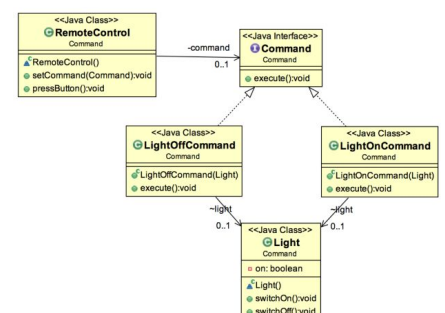 <<Java Class>>
RemoteControl
Command
RemoteControl()
setCommand(Command):void
pressButton():void
-command
0..1
<<Java Interface>>
Command
Command
execute():void
<<Java Class>>
LightOffCommand
Command
LightOffCommand(Light)
execute():void
<<Java Class>>
LightOnCommand
Command
LightOnCommand(Light)
execute():void
~light
0..1
~light
0..1
<<Java Class>>
Light
Command
on: boolean
Light()
switchOn():void
switchOff():void